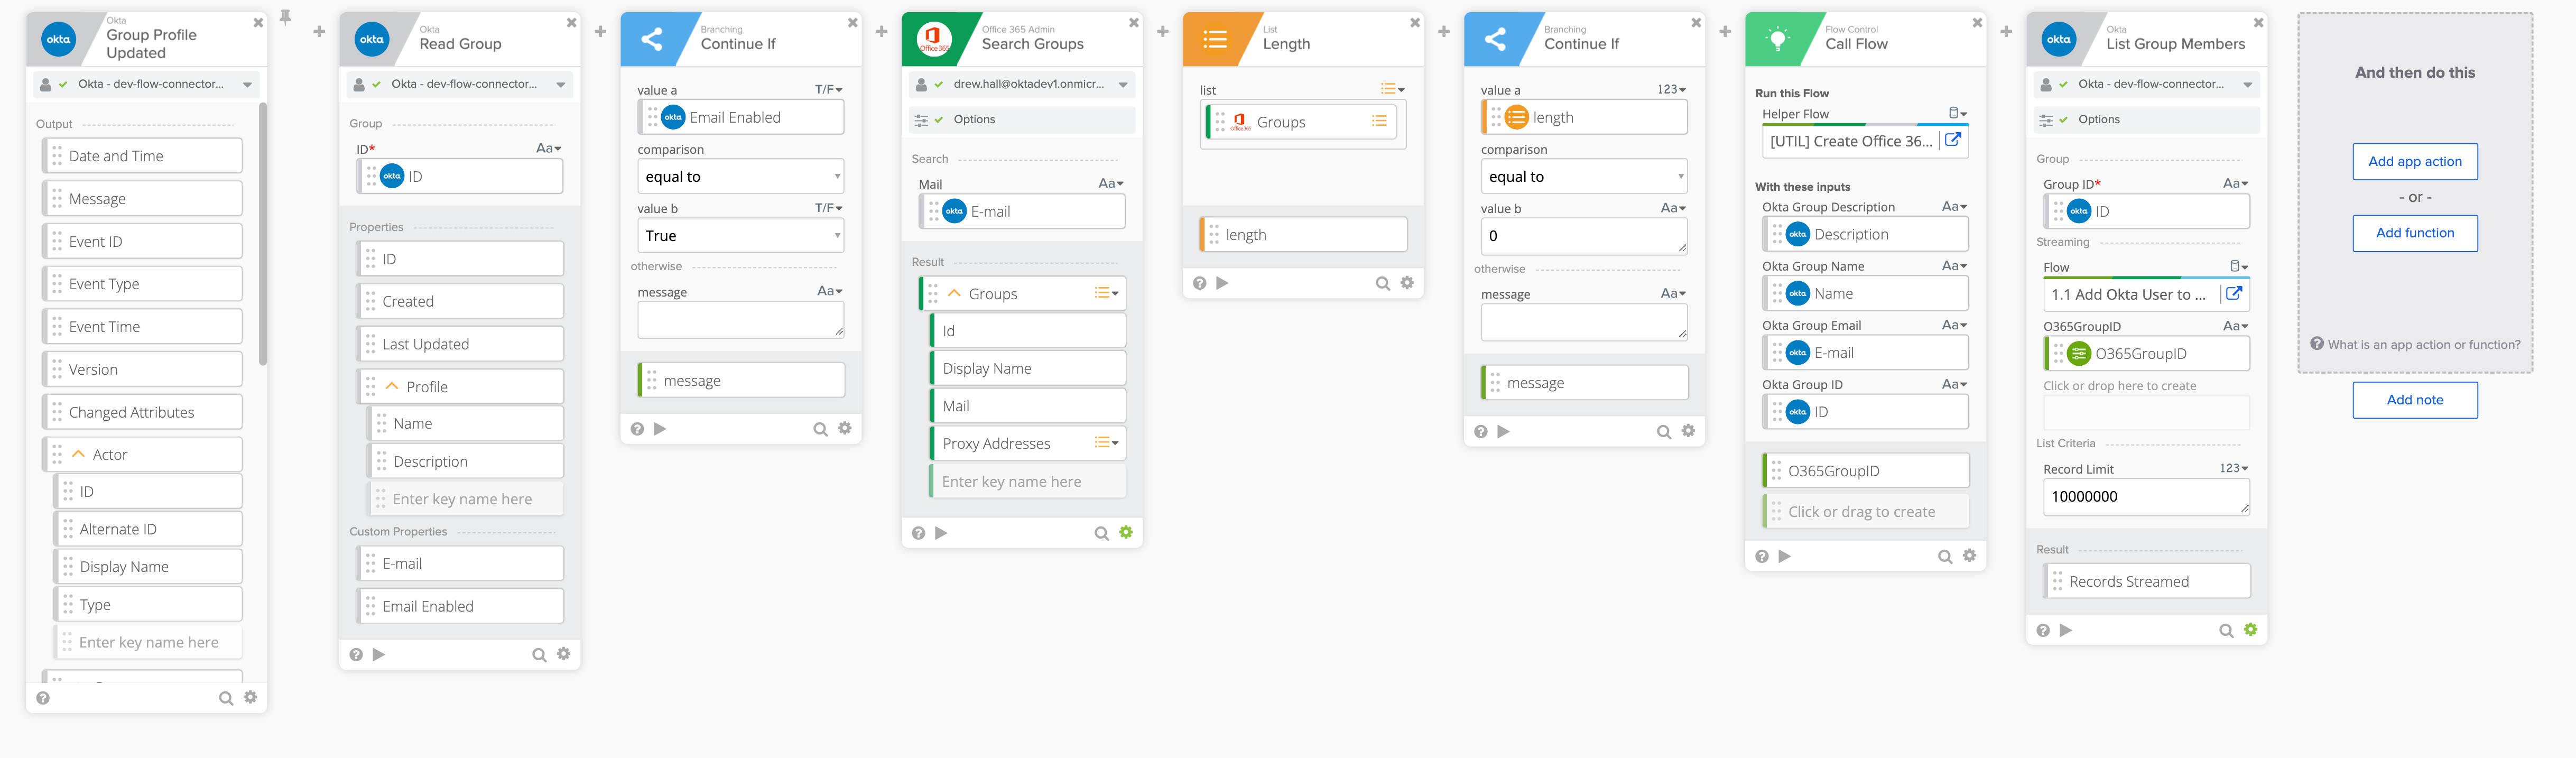 okta
Okta
Group Profile
Updated
Okta - dev-flow-connector...
Output
Date and Time
Message
Event ID
Event Type
Event Time
Version
Changed Attributes
Actor
ID
Alternate ID
Display Name
Type
Enter key name here
okta
Okta
Read Group
Okta - dev-flow-connector...
Group
ID* Aa
okta ID
Properties
ID
Created
Last Updated
Profile
Name
Description
Enter key name here
Custom Properties
E-mail
Email Enabled
Branching
Continue If
value a T/F
okta Email Enabled
comparison
equal to
value b T/F
True
otherwise
message Aa
message
Office 365
Office 365 Admin
Search Groups
drew.hall@oktadev1.onmicr...
Options
Search
Mail Aa
okta E-mail
Result
Groups
Id
Display Name
Mail
Proxy Addresses
Enter key name here
List
Length
list
Office 365 Groups
length
Branching
Continue If
value a 123
length
comparison
equal to
value b Aa
0
otherwise
message Aa
message
Flow Control
Call Flow
Run this Flow
Helper Flow
[UTIL] Create Office 36...
With these inputs
Okta Group Description Aa
okta Description
Okta Group Name Aa
okta Name
Okta Group Email Aa
okta E-mail
Okta Group ID Aa
okta ID
O365GroupID
Click or drag to create
okta
Okta
List Group Members
Okta - dev-flow-connector...
Options
Group
Group ID* Aa
okta ID
Streaming
Flow
1.1 Add Okta User to ...
O365GroupID Aa
O365GroupID
Click or drop here to create
List Criteria
Record Limit 123
10000000
Result
Records Streamed
And then do this
Add app action
- or -
Add function
What is an app action or function?
Add note